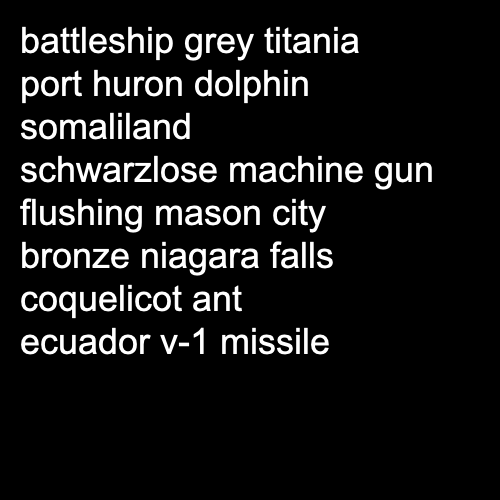 battleship grey titania
port huron dolphin
somaliland
schwarzlose machine gun
flushing mason city
bronze niagara falls
coquelicot ant
ecuador v-1 missile